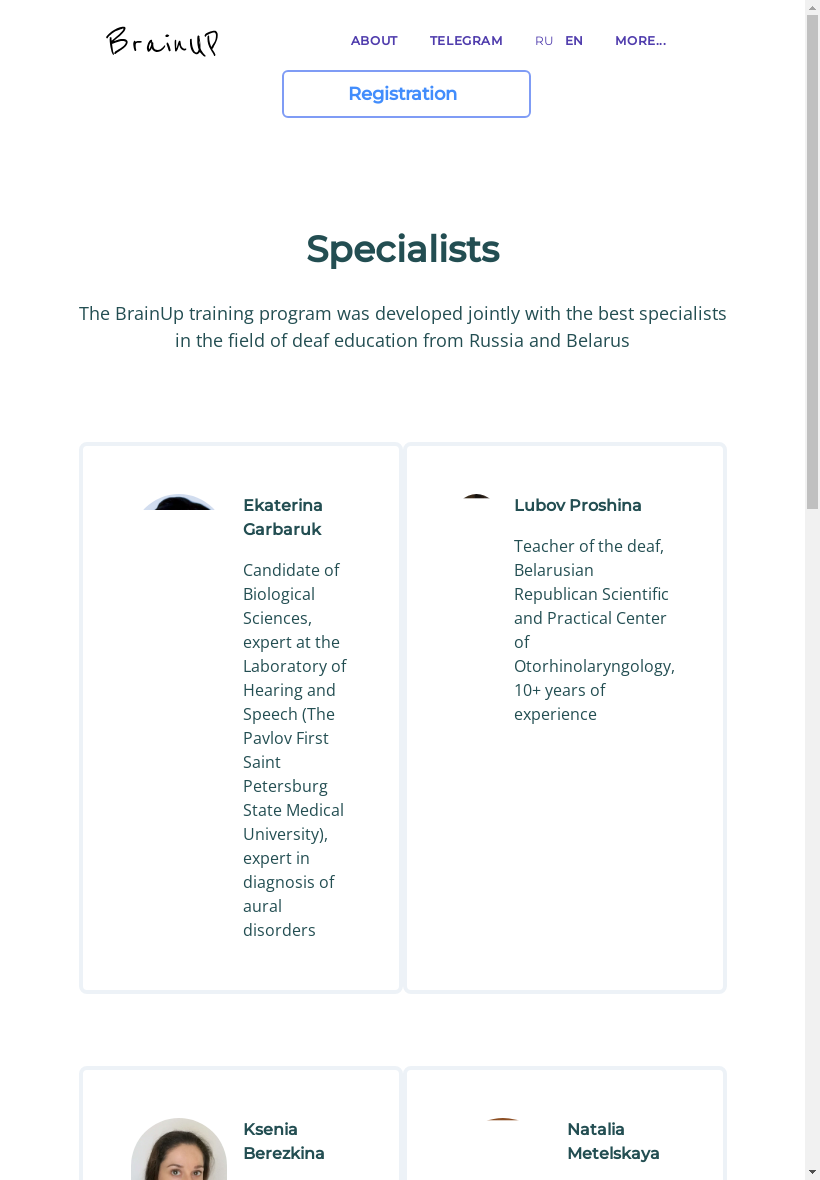 BrainUP
ABOUT TELEGRAM RU EN MORE...
Registration
Specialists
The BrainUp training program was developed jointly with the best specialists
in the field of deaf education from Russia and Belarus
Ekaterina
Garbaruk
Candidate of
Biological
Sciences,
expert at the
Laboratory of
Hearing and
Speech (The
Pavlov First
Saint
Petersburg
State Medical
University),
expert in
diagnosis of
aural
disorders
Lubov Proshina
Teacher of the deaf,
Belarusian
Republican Scientific
and Practical Center
of
Otorhinolaryngology,
10+ years of
experience
Ksenia
Berezkina
Natalia
Metelskaya